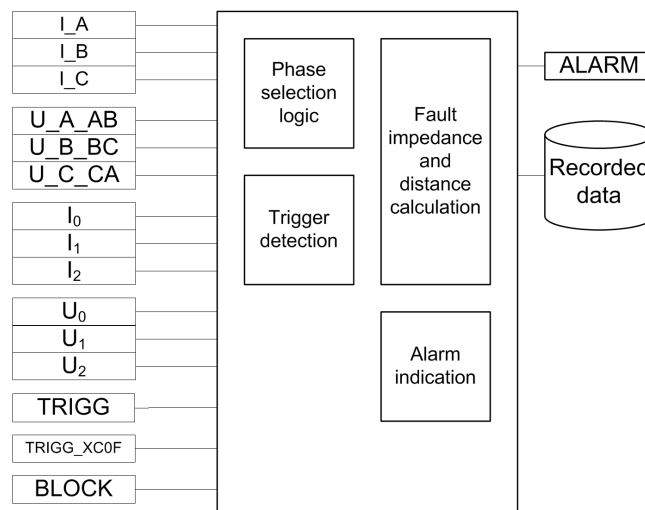 I_A
I_B
I_C
U_A_AB
U_B_BC
U_C_CA
I₀
I₁
I₂
U₀
U₁
U₂
TRIGG
TRIGG_XC0F
BLOCK
Phase
selection
logic
Trigger
detection
Fault
impedance
and
distance
calculation
Alarm
indication
ALARM
Recorded
data